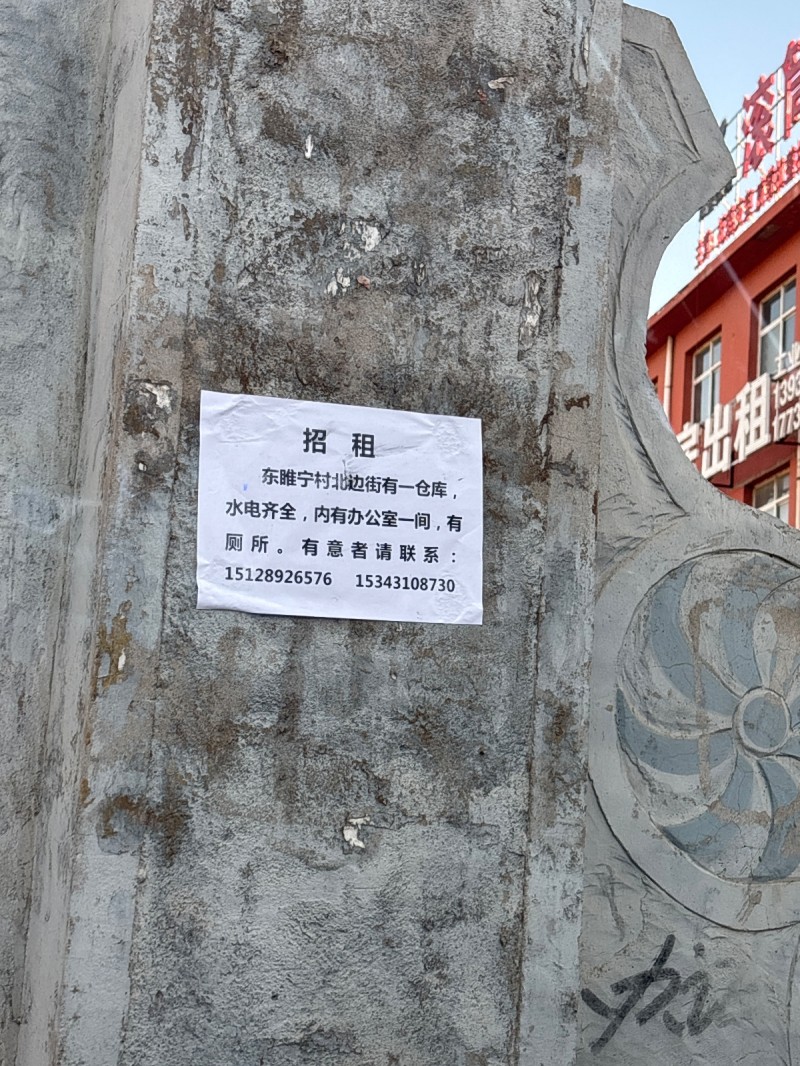 招 租
东睢宁村北边街有一仓库，
水电齐全，内有办公室一间，有
厕所。有意者请联系：
15128926576 15343108730
出租